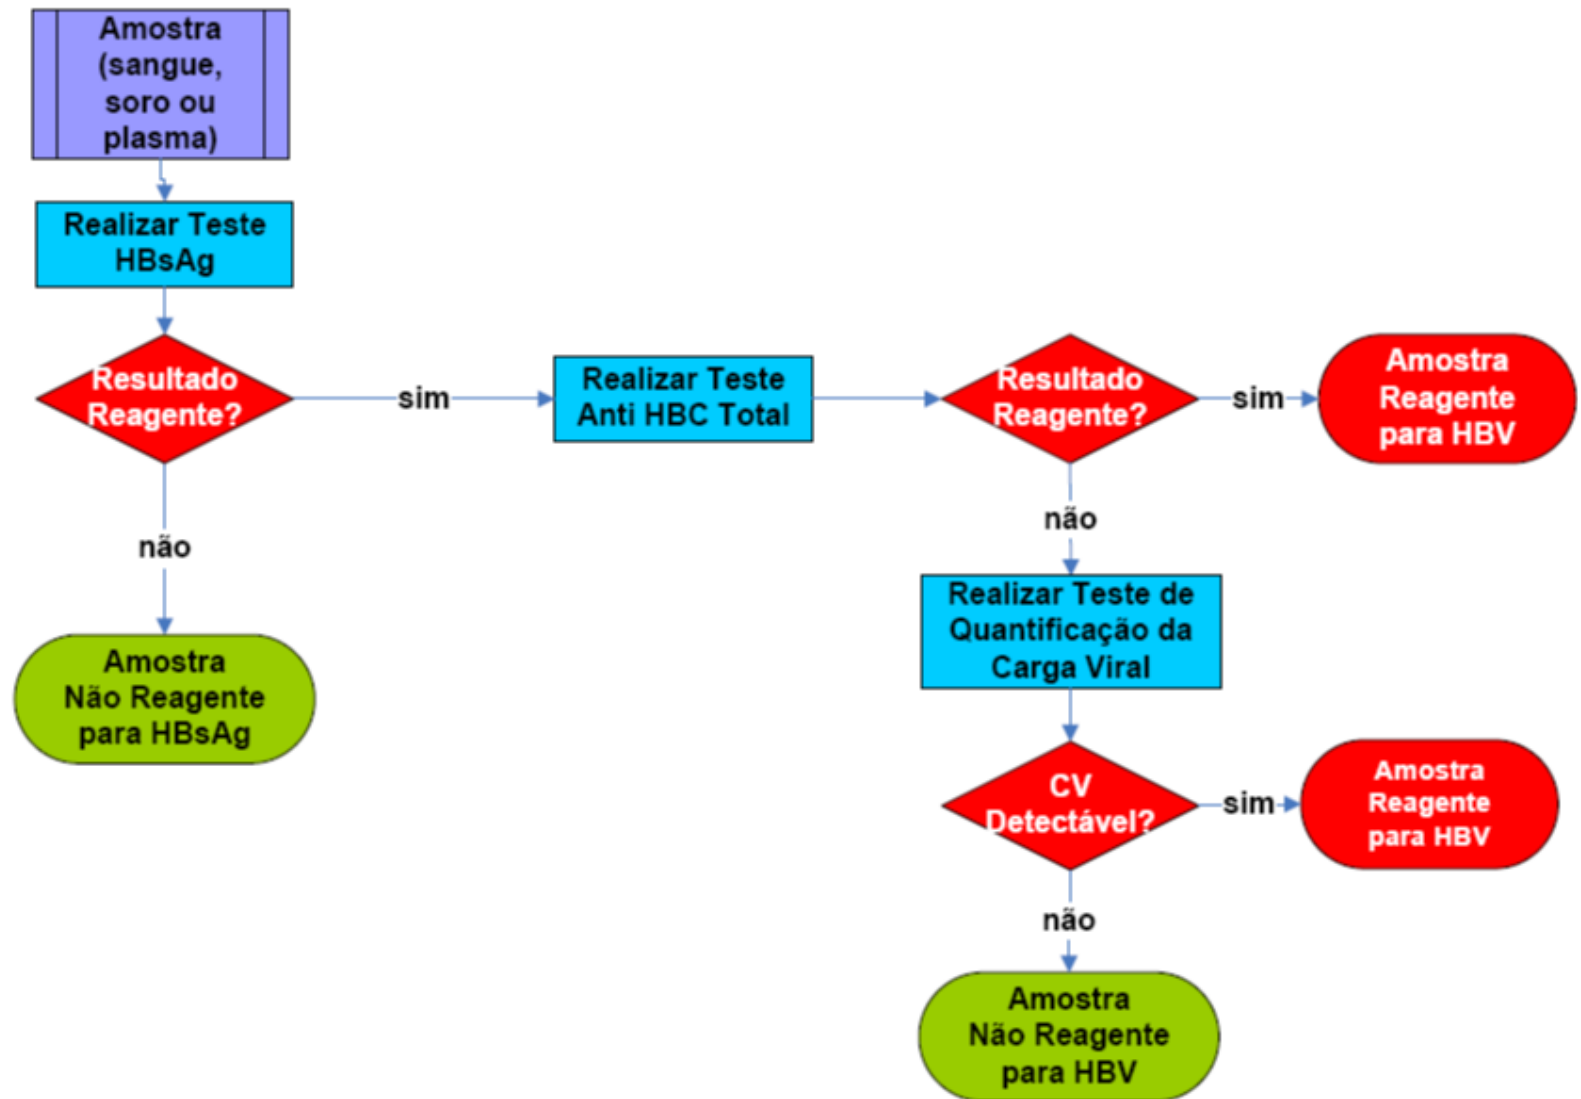 Amostra
(sangue,
soro ou
plasma)
Realizar Teste
HBsAg
Resultado
Reagente?
sim
Realizar Teste
Anti HBC Total
Resultado
Reagente?
sim
Amostra
Reagente
para HBV
não
Amostra
Não Reagente
para HBsAg
não
Realizar Teste de
Quantificação da
Carga Viral
CV
Detectável?
sim
Amostra
Reagente
para HBV
não
Amostra
Não Reagente
para HBV